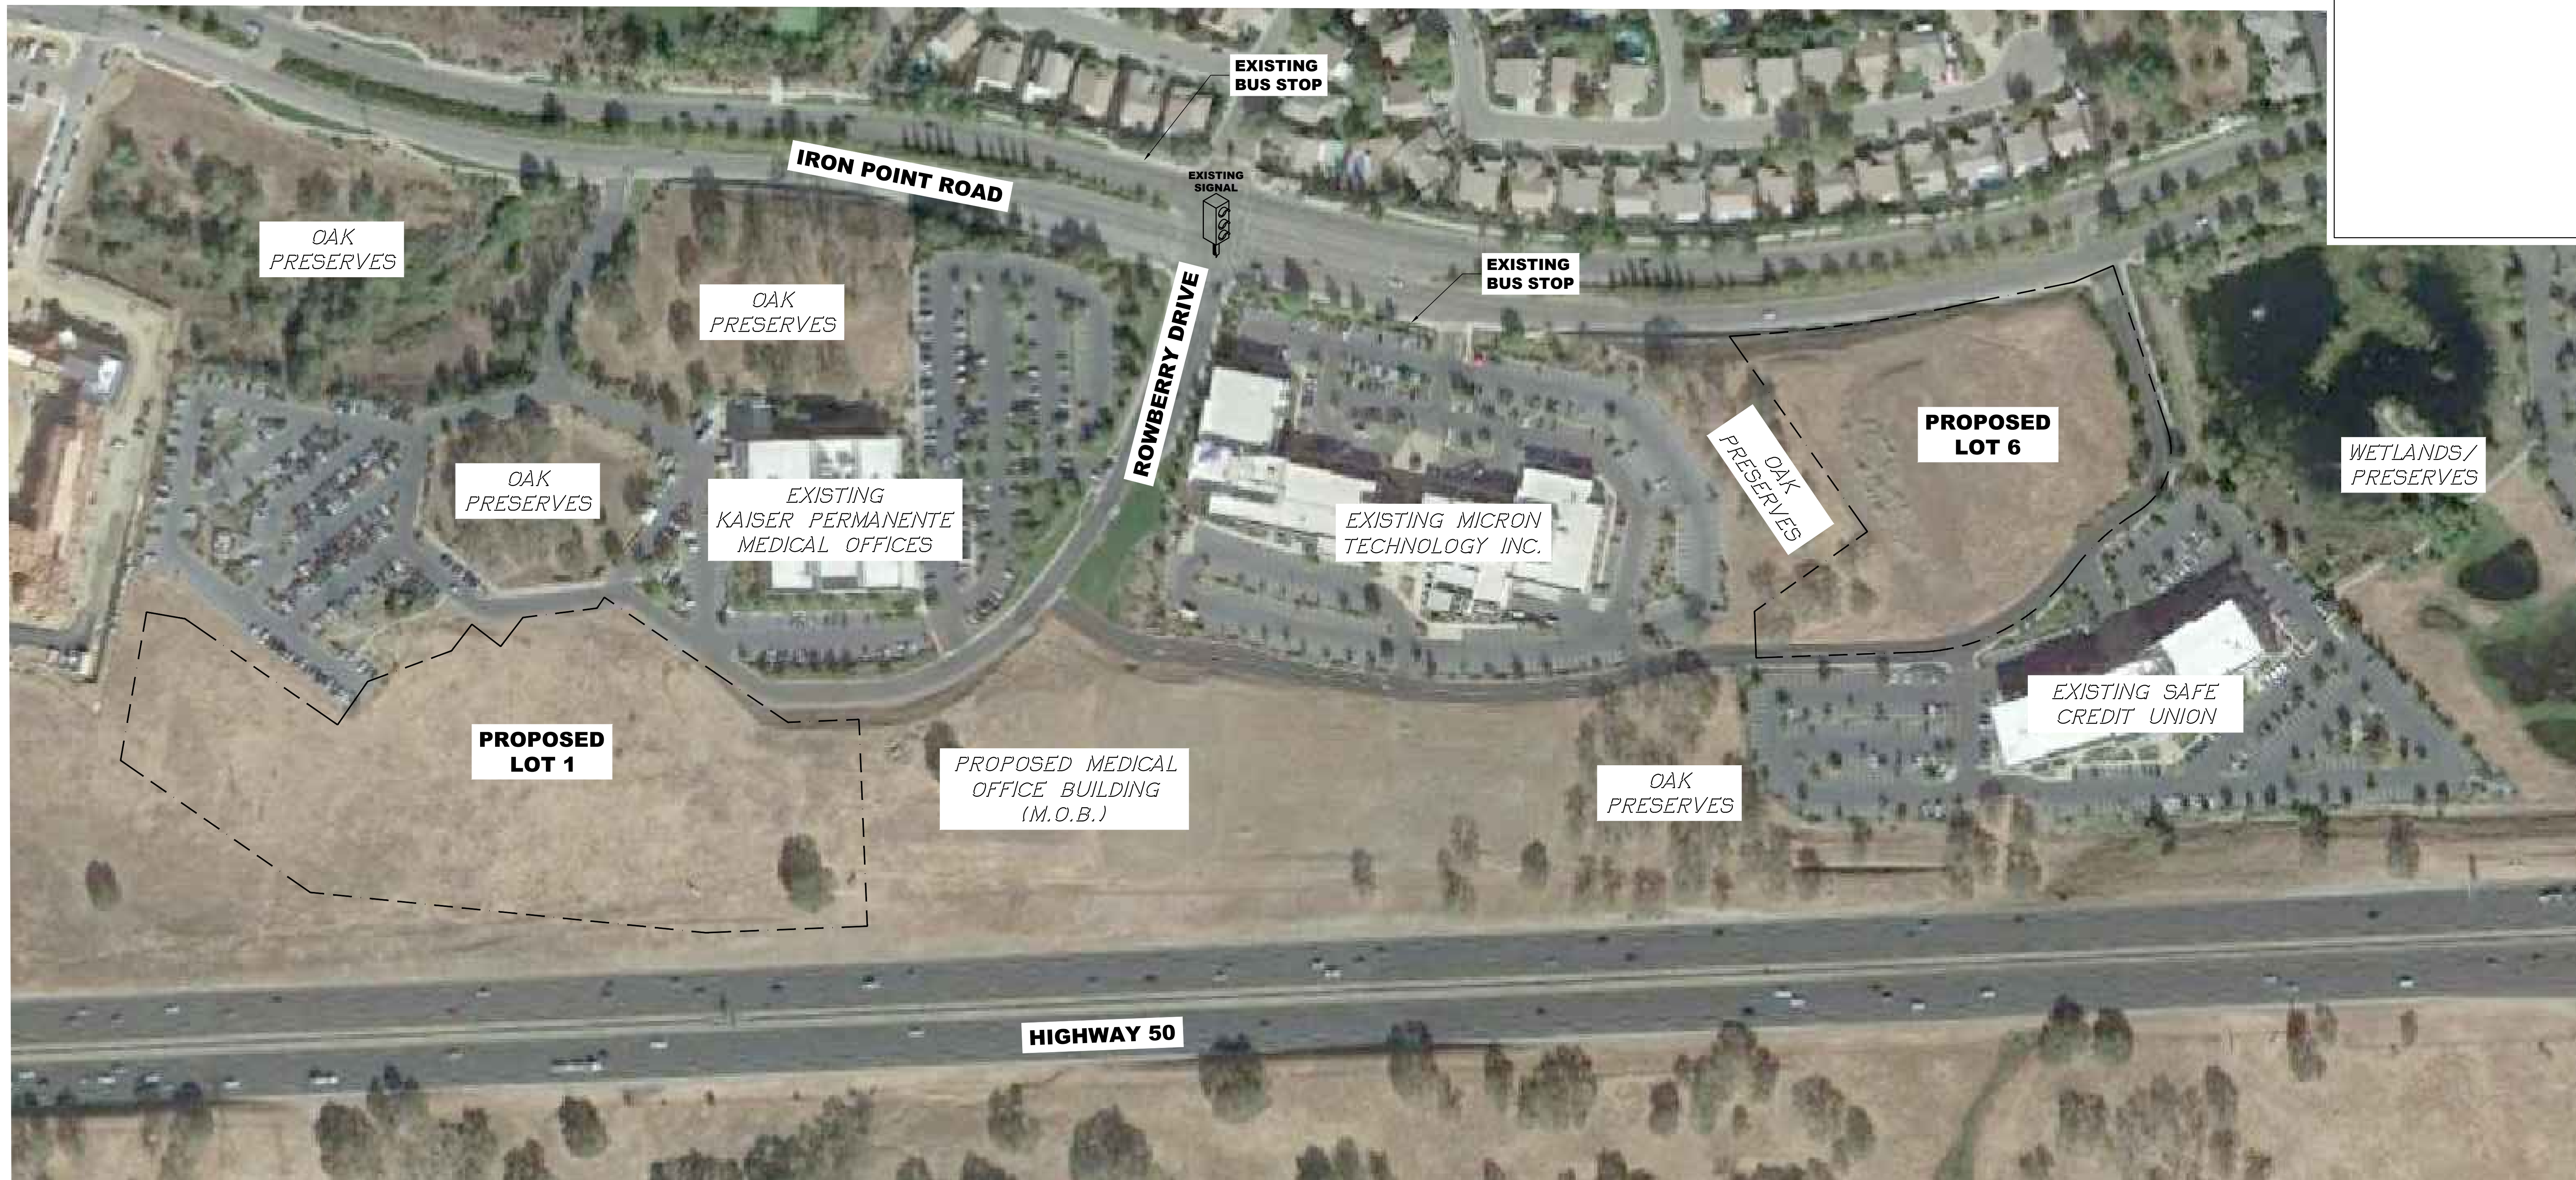 EXISTING
BUS STOP
IRON POINT ROAD
EXISTING
SIGNAL
OAK
PRESERVES
OAK
PRESERVES
ROWBERRY DRIVE
EXISTING
BUS STOP
OAK
PRESERVES
EXISTING
KAISER PERMANENTE
MEDICAL OFFICES
EXISTING MICRON
TECHNOLOGY INC.
OAK
PRESERVES
PROPOSED
LOT 6
WETLANDS/
PRESERVES
PROPOSED
LOT 1
PROPOSED MEDICAL
OFFICE BUILDING
(M.O.B.)
OAK
PRESERVES
EXISTING SAFE
CREDIT UNION
HIGHWAY 50